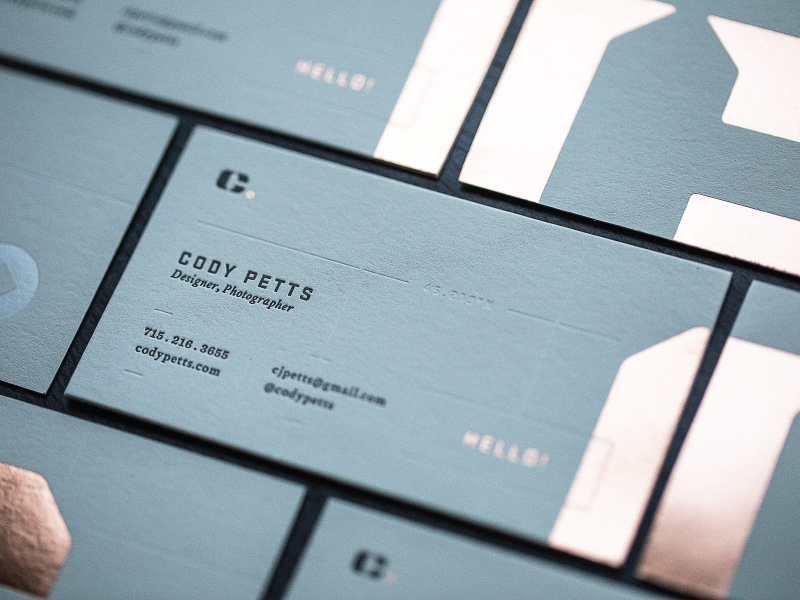 HELLO!
C.
CODY PETTS
Designer, Photographer
715.216.3655
codypetts.com
cjpetts@gmail.com
@codypetts
HELLO!
C.